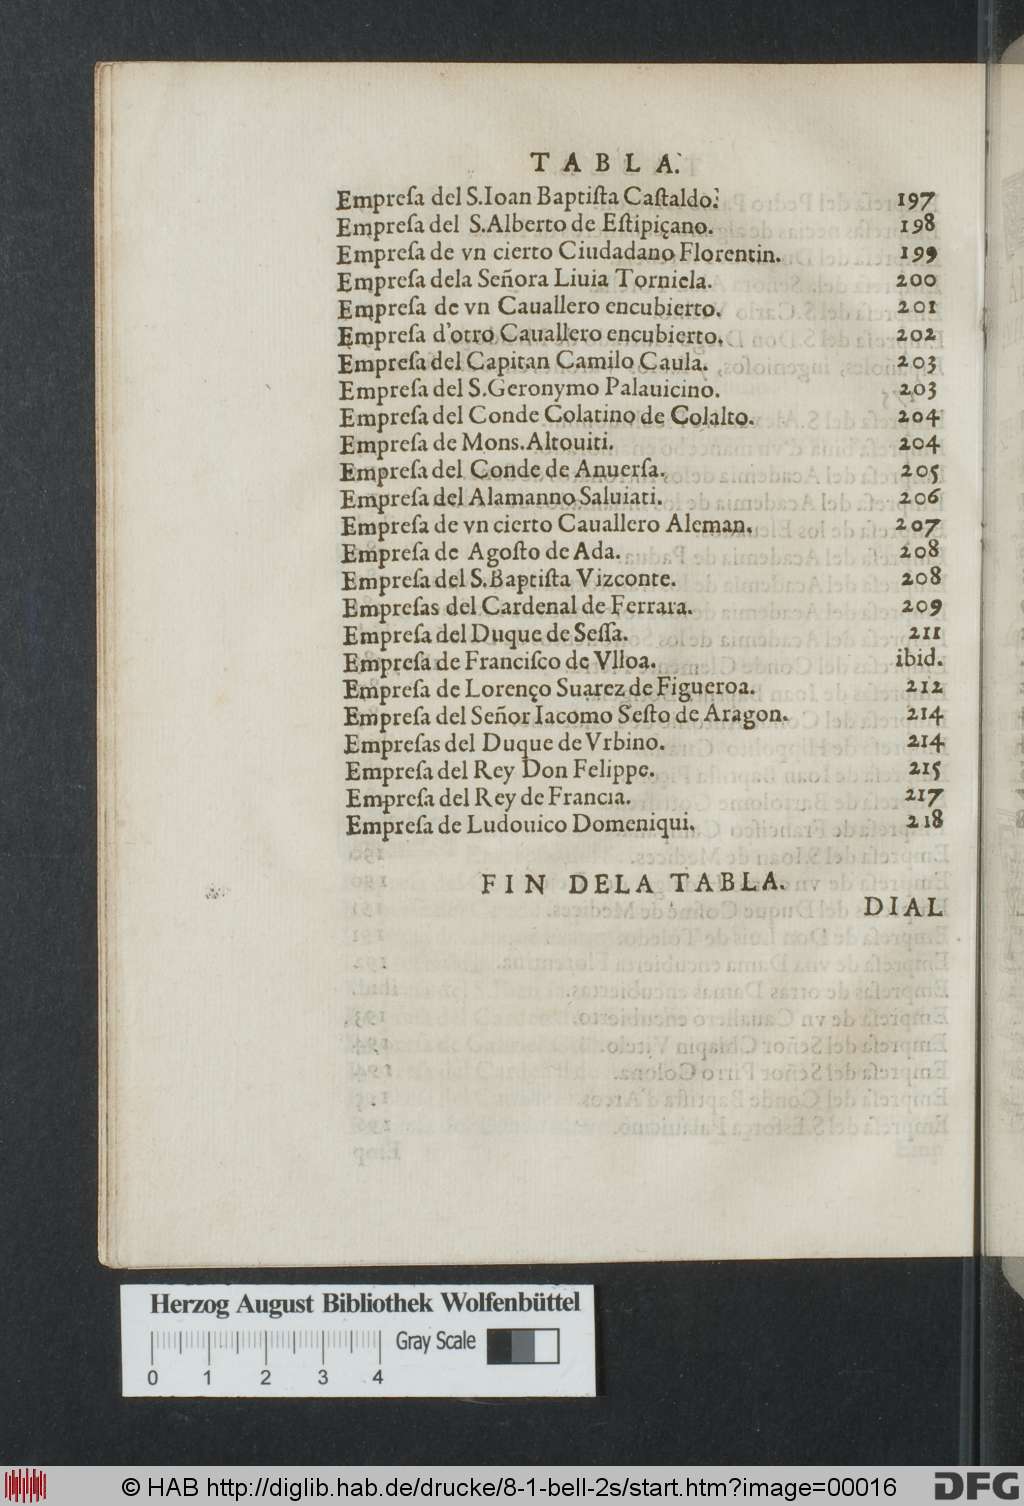 TABLA.
Empreſa del S.Ioan Baptiſta Caſtaldo. 197
Empreſa del S.Alberto de Eſtipiçano. 198
Empreſa de vn cierto Ciudadano Florentin. 199
Empreſa dela Señora Liuia Torniela. 200
Empreſa de vn Cauallero encubierto. 201
Empreſa d'otro Cauallero encubierto. 202
Empreſa del Capitan Camilo Caula. 203
Empreſa del S.Geronymo Palauicino. 203
Empreſa del Conde Colatino de Colalto. 204
Empreſa de Mons.Altouiti. 204
Empreſa del Conde de Anuerſa. 205
Empreſa del Alamanno Saluiati. 206
Empreſa de vn cierto Cauallero Aleman. 207
Empreſa de Agoſto de Ada. 208
Empreſa del S.Baptiſta Vizconte. 208
Empreſas del Cardenal de Ferrara. 209
Empreſa del Duque de Seſſa. 211
Empreſa de Franciſco de Vlloa. ibid.
Empreſa de Lorenço Suarez de Figueroa. 212
Empreſa del Señor Iacomo Seſto de Aragon. 214
Empreſas del Duque de Vrbino. 214
Empreſa del Rey Don Felippe. 215
Empreſa del Rey de Francia. 217
Empreſa de Ludouico Domeniqui. 218
FIN DELA TABLA.
DIAL
Herzog August Bibliothek Wolfenbüttel
Gray Scale
0 1 2 3 4
© HAB http://diglib.hab.de/drucke/8-1-bell-2s/start.htm?image=00016
DFG